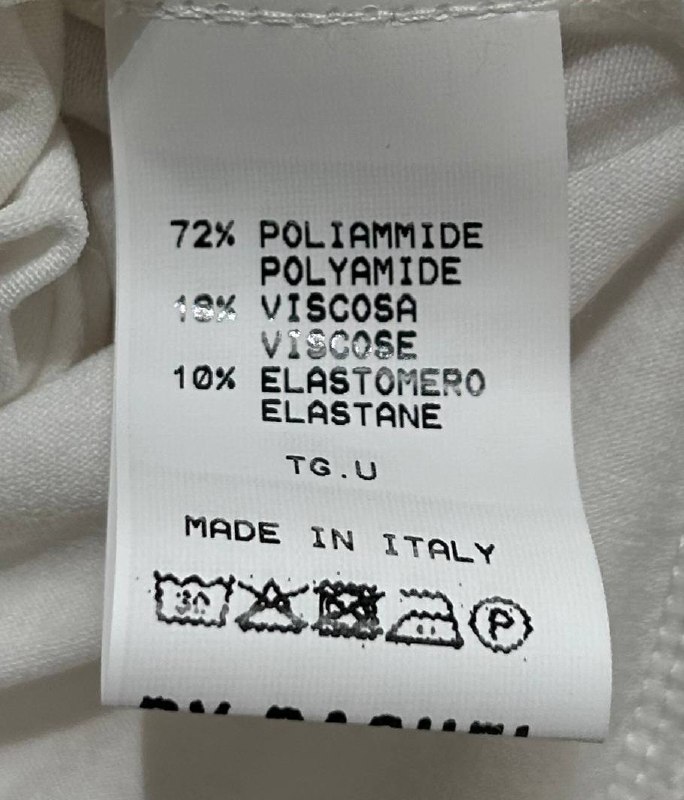 72% POLIAMMIDE
POLYAMIDE
18% VISCOSA
VISCOSE
10% ELASTOMERO
ELASTANE
TG.U
MADE IN ITALY
30
P